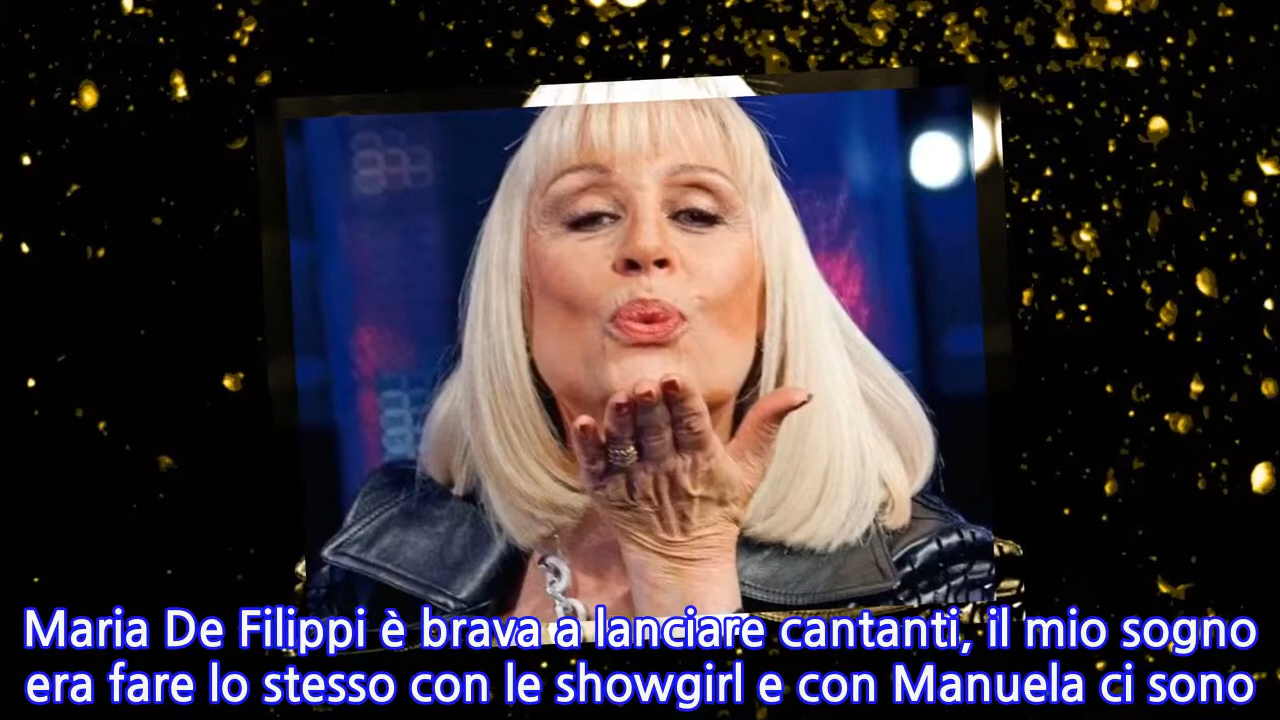 Maria De Filippi è brava a lanciare cantanti, il mio sogno
era fare lo stesso con le showgirl e con Manuela ci sono